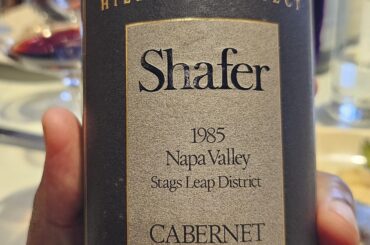 Shafer
1985
Napa Valley
Stags Leap District
CABERNET